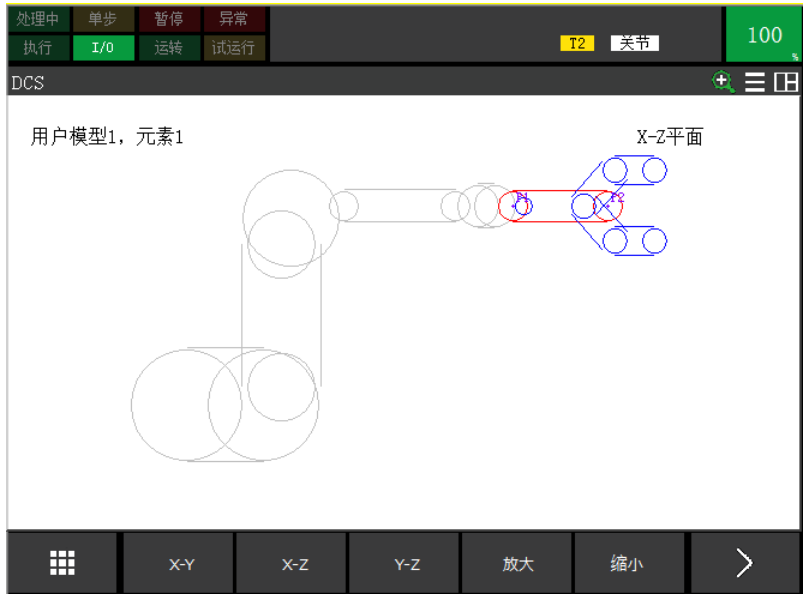 处理中 单步 暂停 异常
执行 I/O 运转 试运行
T2 关节
100
%
DCS
用户模型1，元素1
X-Z平面
P1
P2
X-Y X-Z Y-Z 放大 缩小